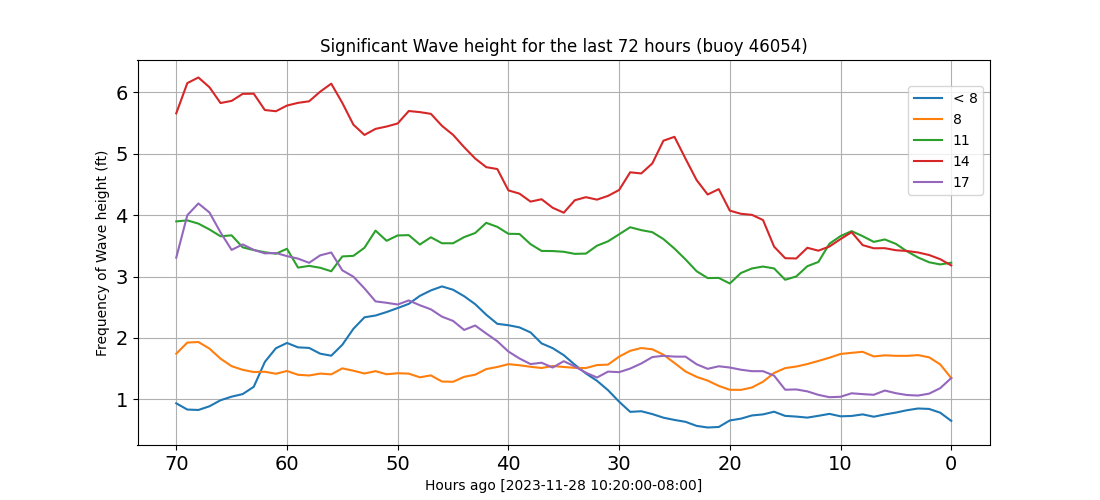 Significant Wave height for the last 72 hours (buoy 46054)
Frequency of Wave height (ft)
6
5
4
3
2
1
< 8
8
11
14
17
70 60 50 40 30 20 10 0
Hours ago [2023-11-28 10:20:00-08:00]